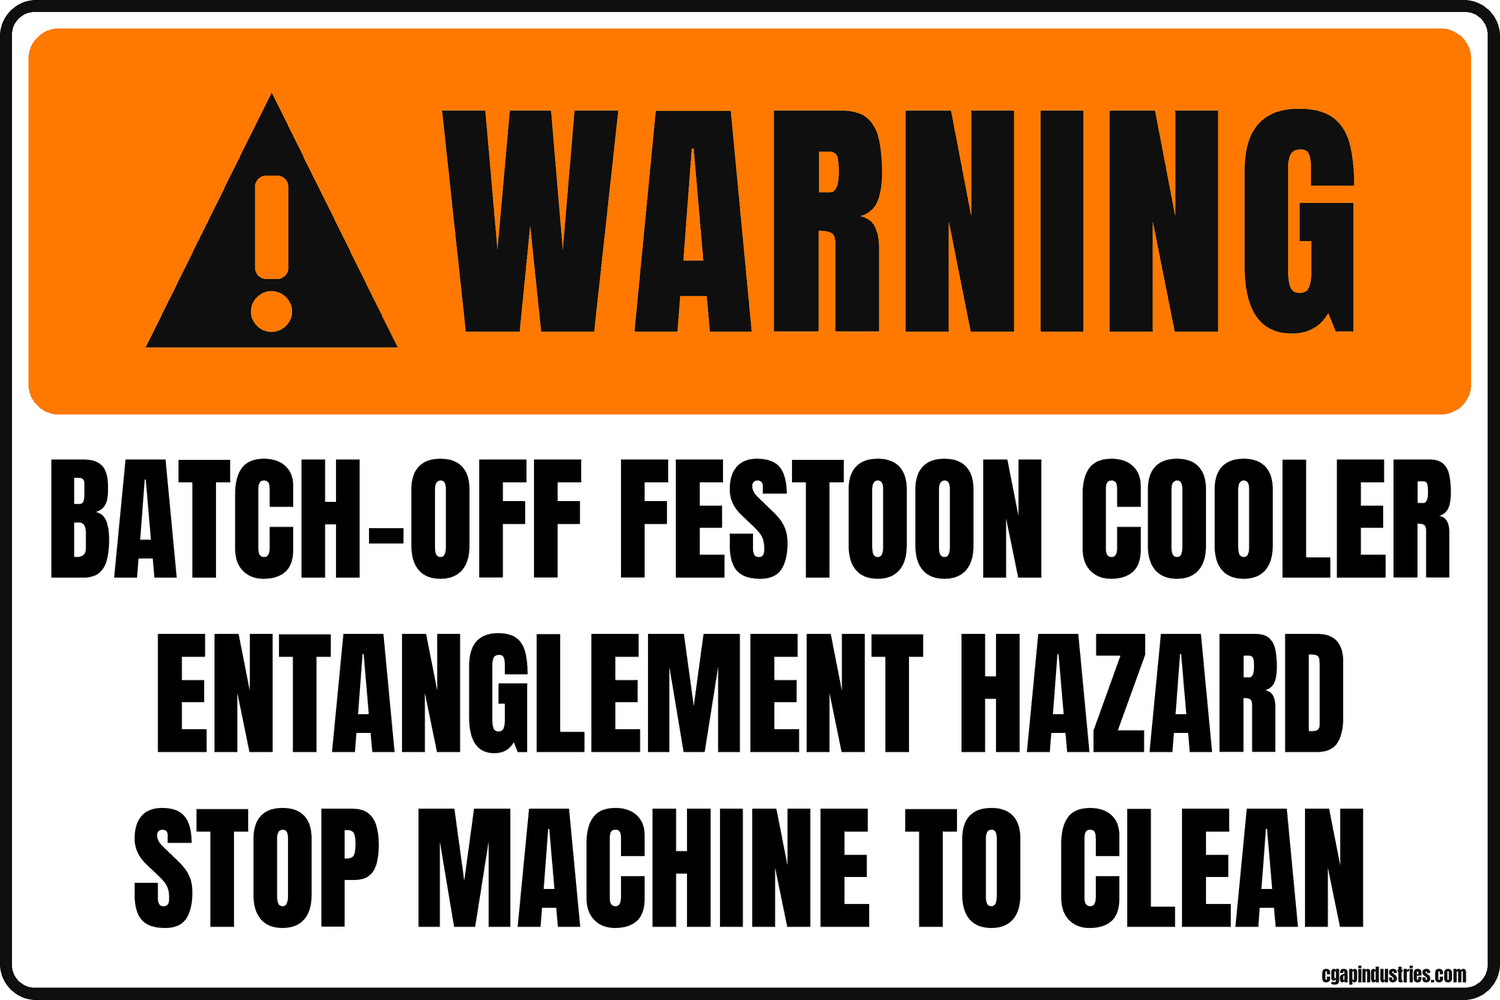 WARNING
BATCH-OFF FESTOON COOLER
ENTANGLEMENT HAZARD
STOP MACHINE TO CLEAN
cgapindustries.com